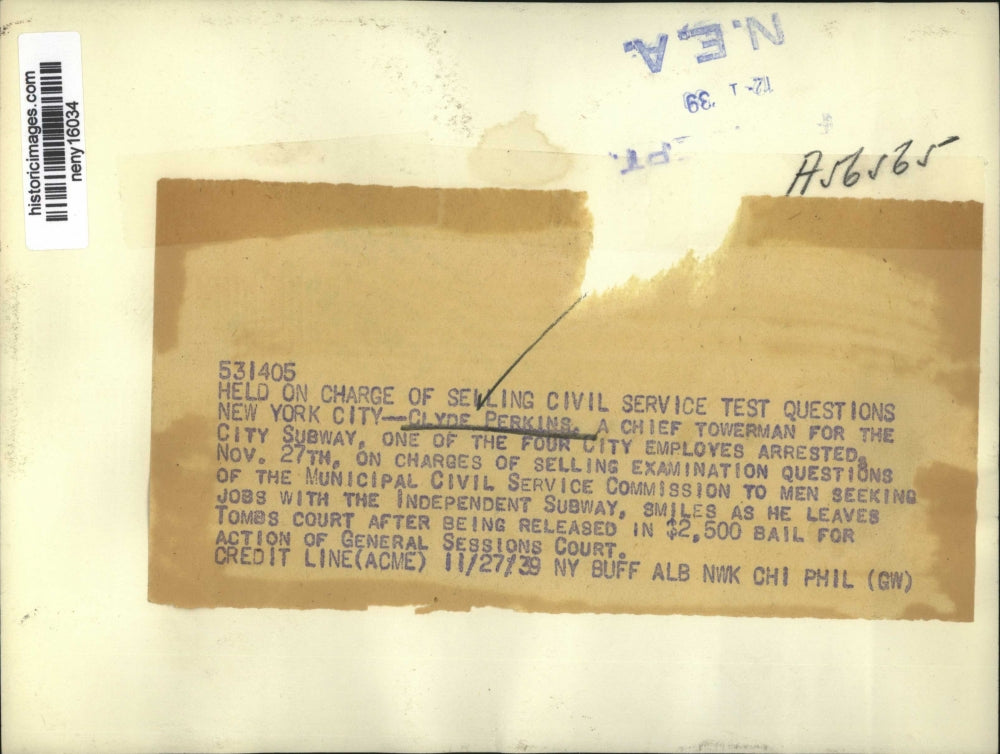 historicimages.com
neny16034
N.E.A.
12-1 '39
PT.
A56565
531405
HELD ON CHARGE OF SELLING CIVIL SERVICE TEST QUESTIONS
NEW YORK CITY—CLYDE PERKINS, A CHIEF TOWERMAN FOR THE
CITY SUBWAY, ONE OF THE FOUR CITY EMPLOYES ARRESTED,
NOV. 27TH, ON CHARGES OF SELLING EXAMINATION QUESTIONS
OF THE MUNICIPAL CIVIL SERVICE COMMISSION TO MEN SEEKING
JOBS WITH THE INDEPENDENT SUBWAY, SMILES AS HE LEAVES
TOMBS COURT AFTER BEING RELEASED IN $2,500 BAIL FOR
ACTION OF GENERAL SESSIONS COURT.
CREDIT LINE(ACME) 11/27/39 NY BUFF ALB NWK CHI PHIL (GW)